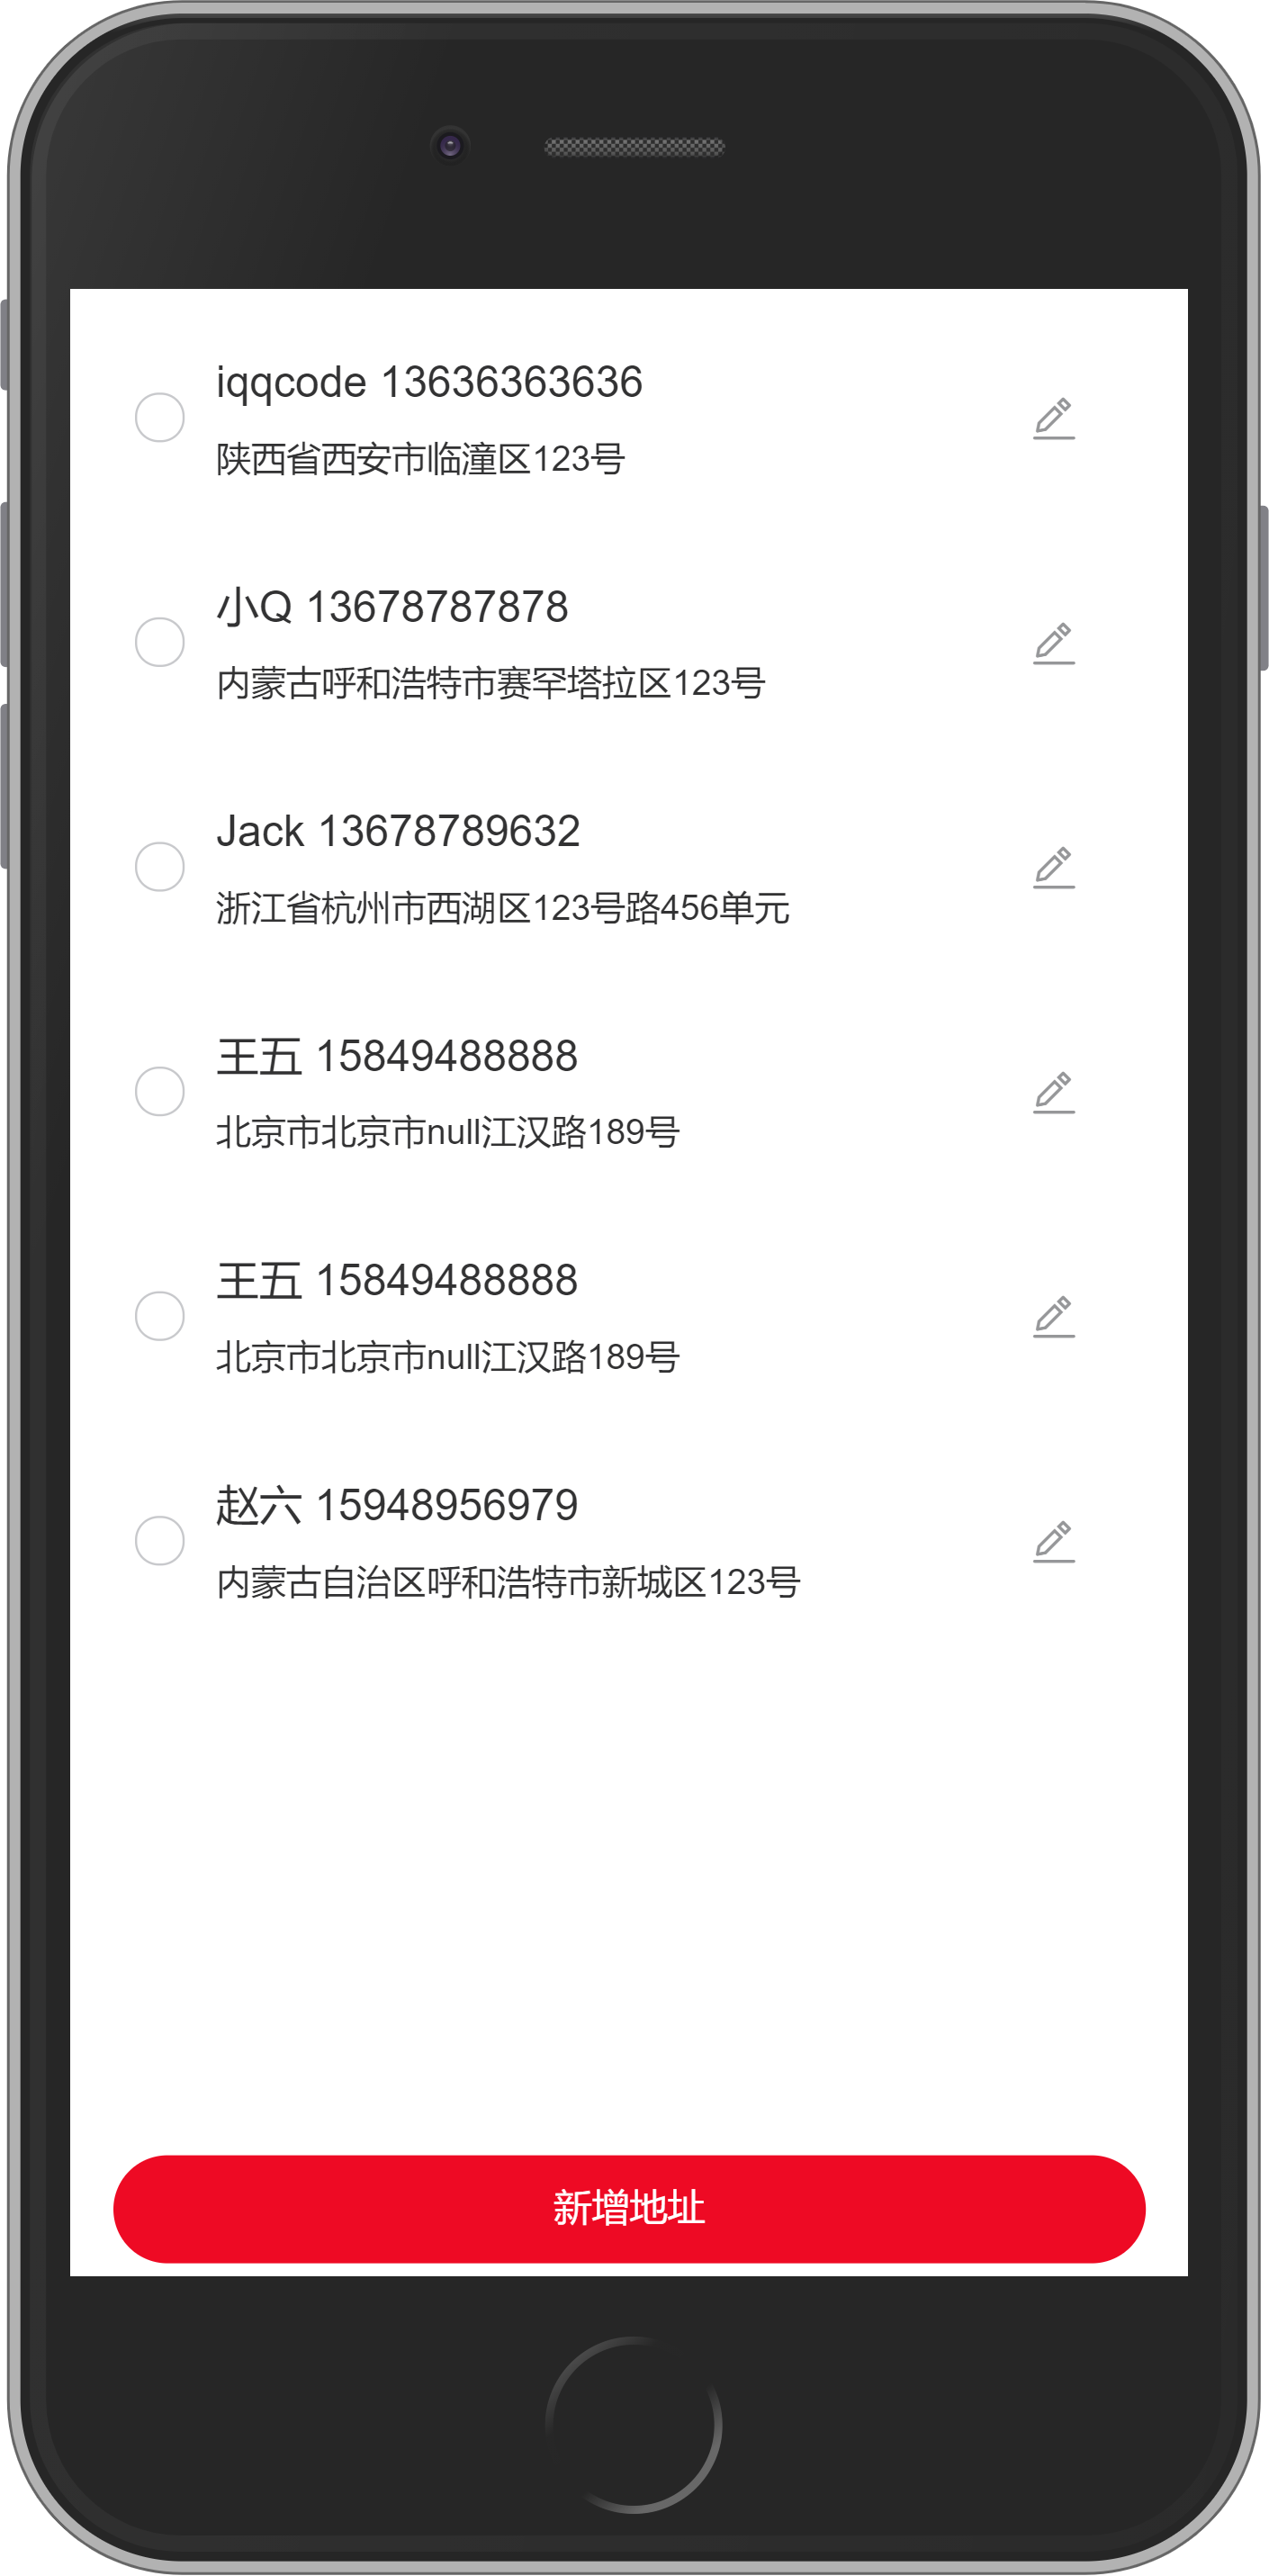 iqqcode 13636363636
陕西省西安市临潼区123号
小Q 13678787878
内蒙古呼和浩特市赛罕塔拉区123号
Jack 13678789632
浙江省杭州市西湖区123号路456单元
王五 15849488888
北京市北京市null江汉路189号
王五 15849488888
北京市北京市null江汉路189号
赵六 15948956979
内蒙古自治区呼和浩特市新城区123号
新增地址